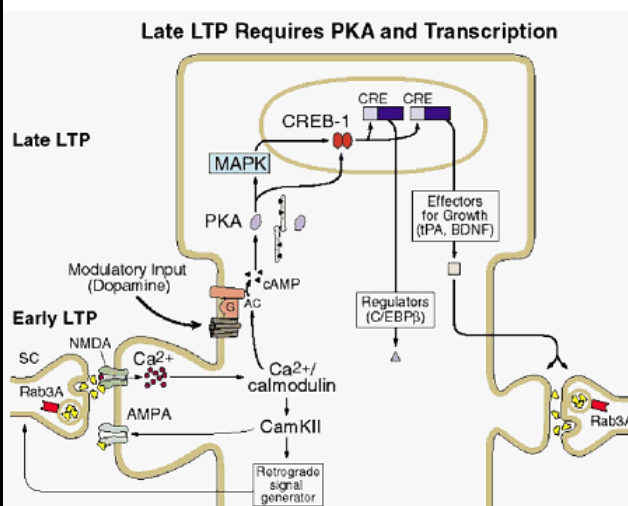 Late LTP Requires PKA and Transcription
CRE CRE
CREB-1
Late LTP
MAPK
PKA
Effectors
for Growth
(tPA, BDNF)
Modulatory Input
(Dopamine)
cAMP
G
AC
Regulators
(C/EBPβ)
Early LTP
NMDA
SC
Ca2+
Rab3A
Ca2+/
calmodulin
AMPA
CamKII
Rab3A
Retrograde
signal
generator